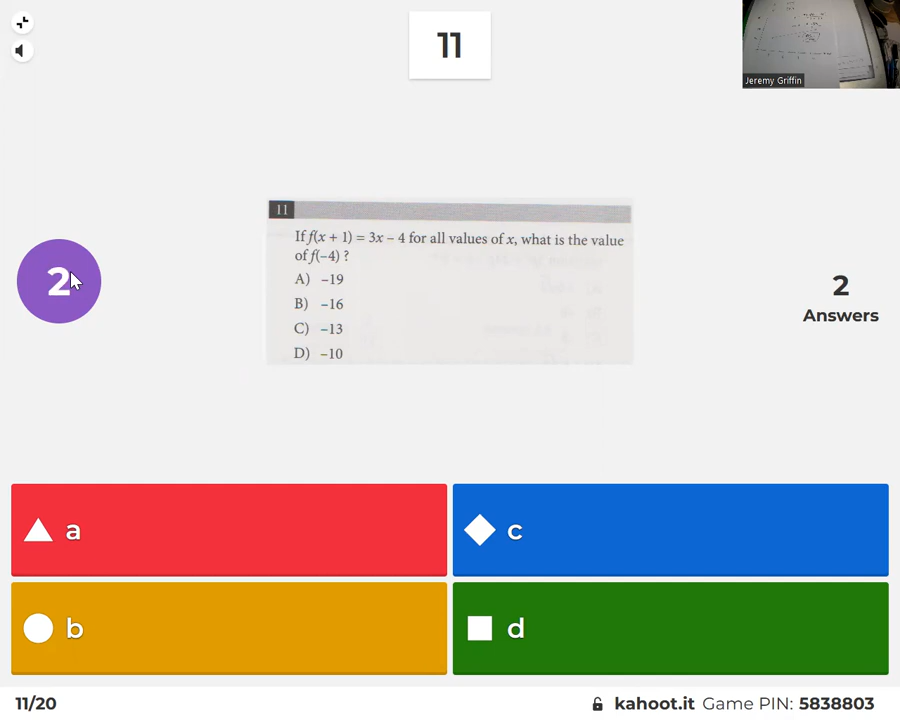 11
Jeremy Griffin
11
If f(x + 1) = 3x – 4 for all values of x, what is the value
of f(–4) ?
A) –19
B) –16
C) –13
D) –10
2
2
Answers
a
c
b
d
11/20
kahoot.it Game PIN: 5838803